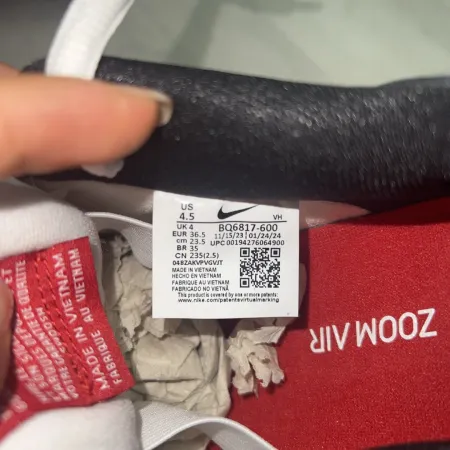 US
4.5
VH
UK 4
BQ6817-600
EUR 36.5
11/15/23 | 01/24/24
cm 23.5
UPC 00194276064900
BR 35
CN 235(2.5)
048ZAKVPVGVJT
MADE IN VIETNAM
HECHO EN VIETNAM
FABRIQUÉ AU VIETNAM
FABRICADO NO VIETNÃ
This product is covered by one or more patents:
www.nike.com/patentsvirtualmarking
ZOOM AIR
MADE IN VIETNAM
FABRIQUÉ AU VIETNAM